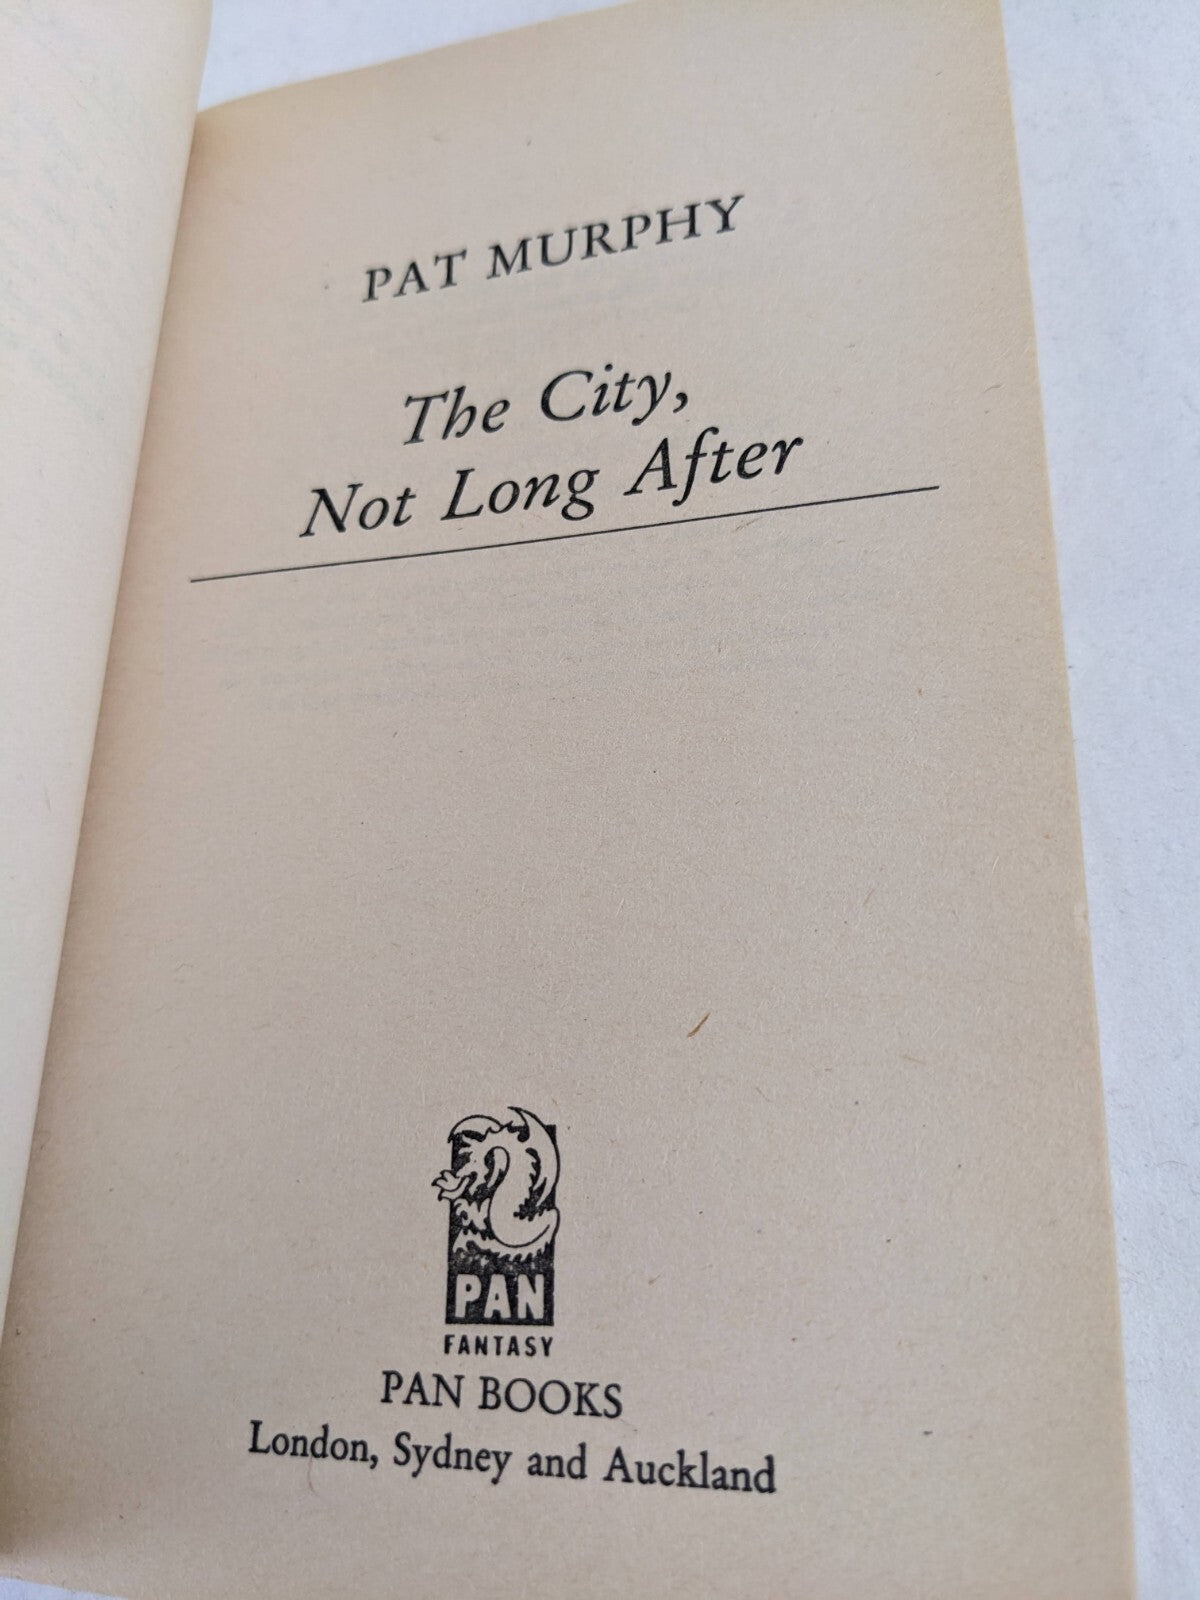 PAT MURPHY
The City,
Not Long After
PAN
FANTASY
PAN BOOKS
London, Sydney and Auckland